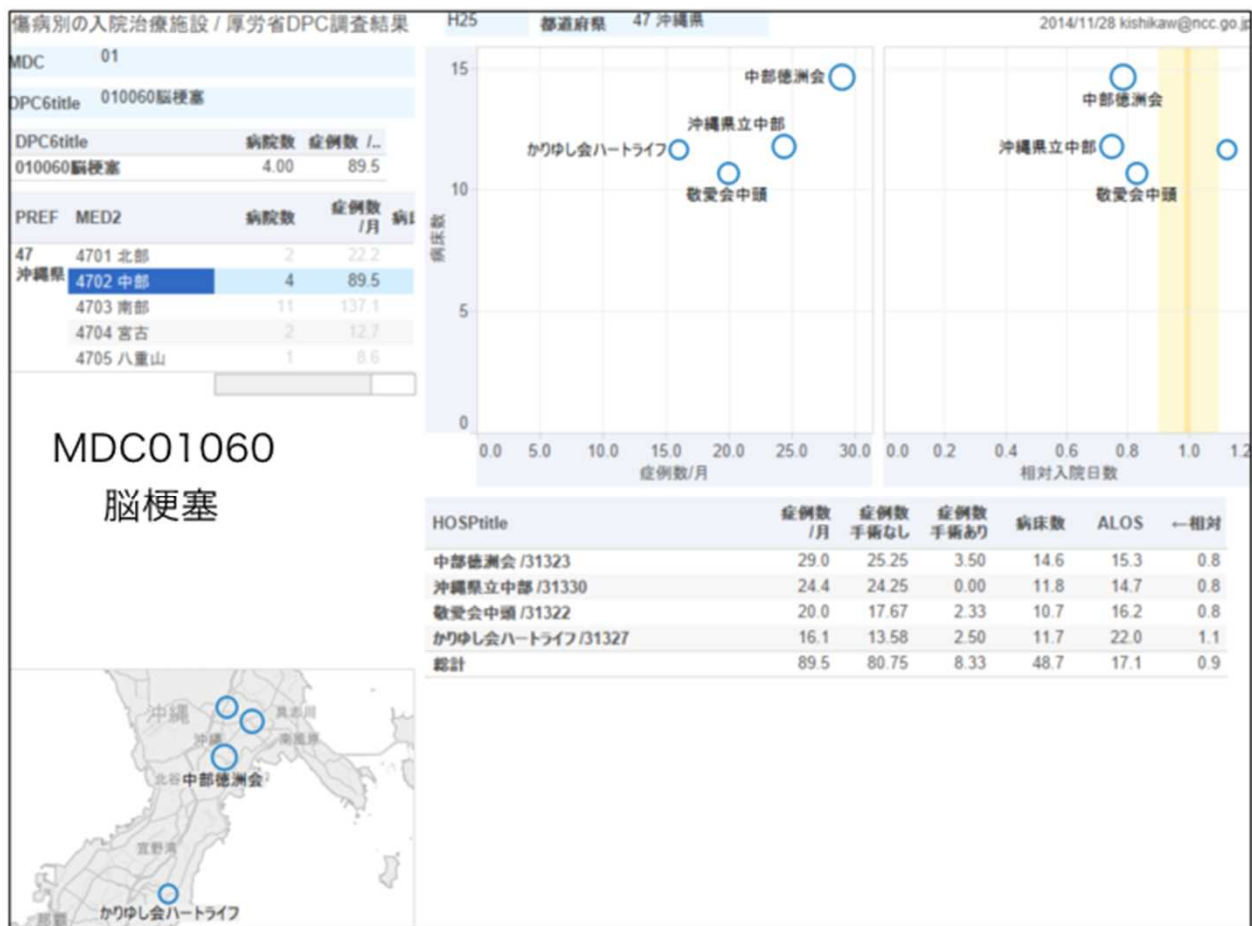 傷病別の入院治療施設 / 厚労省DPC調査結果 H25 都道府県 47 沖縄県 2014/11/28 kishikaw@ncc.go.jp
MDC 01
DPC6title 010060脳梗塞
DPC6title 病院数 症例数 /..
010060脳梗塞 4.00 89.5
PREF MED2 病院数 症例数/月 病
47 沖縄県 4701 北部 2 22.2
4702 中部 4 89.5
4703 南部 11 137.1
4704 宮古 2 12.7
4705 八重山 1 8.6
MDC01060
脳梗塞
病床数
15
10
5
0
中部徳洲会
沖縄県立中部
かりゆし会ハートライフ
敬愛会中頭
0.0 5.0 10.0 15.0 20.0 25.0 30.0
症例数/月
中部徳洲会
沖縄県立中部
敬愛会中頭
0.0 0.2 0.4 0.6 0.8 1.0 1.2
相対入院日数
HOSPtitle 症例数/月 症例数手術なし 症例数手術あり 病床数 ALOS ←相対
中部徳洲会 /31323 29.0 25.25 3.50 14.6 15.3 0.8
沖縄県立中部 /31330 24.4 24.25 0.00 11.8 14.7 0.8
敬愛会中頭 /31322 20.0 17.67 2.33 10.7 16.2 0.8
かりゆし会ハートライフ /31327 16.1 13.58 2.50 11.7 22.0 1.1
総計 89.5 80.75 8.33 48.7 17.1 0.9
沖縄
具志川
沖縄
南風原
北谷
中部徳洲会
宜野湾
かりゆし会ハートライフ
那覇